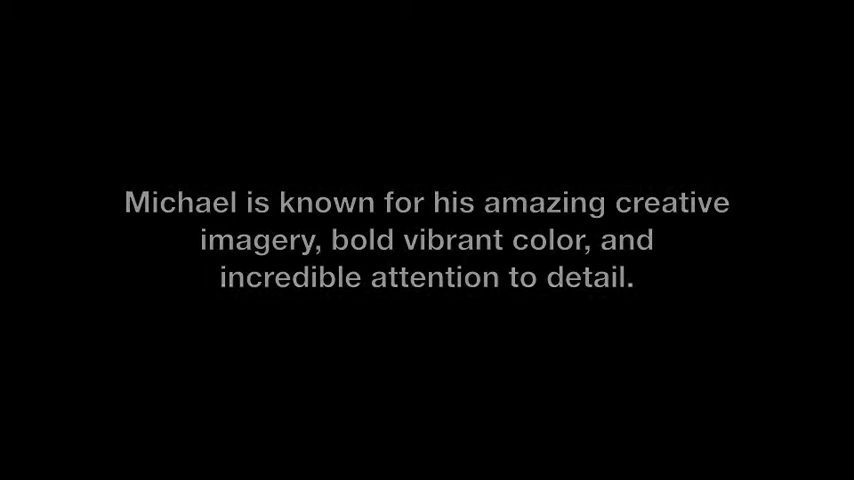 Michael is known for his amazing creative
imagery, bold vibrant color, and
incredible attention to detail.